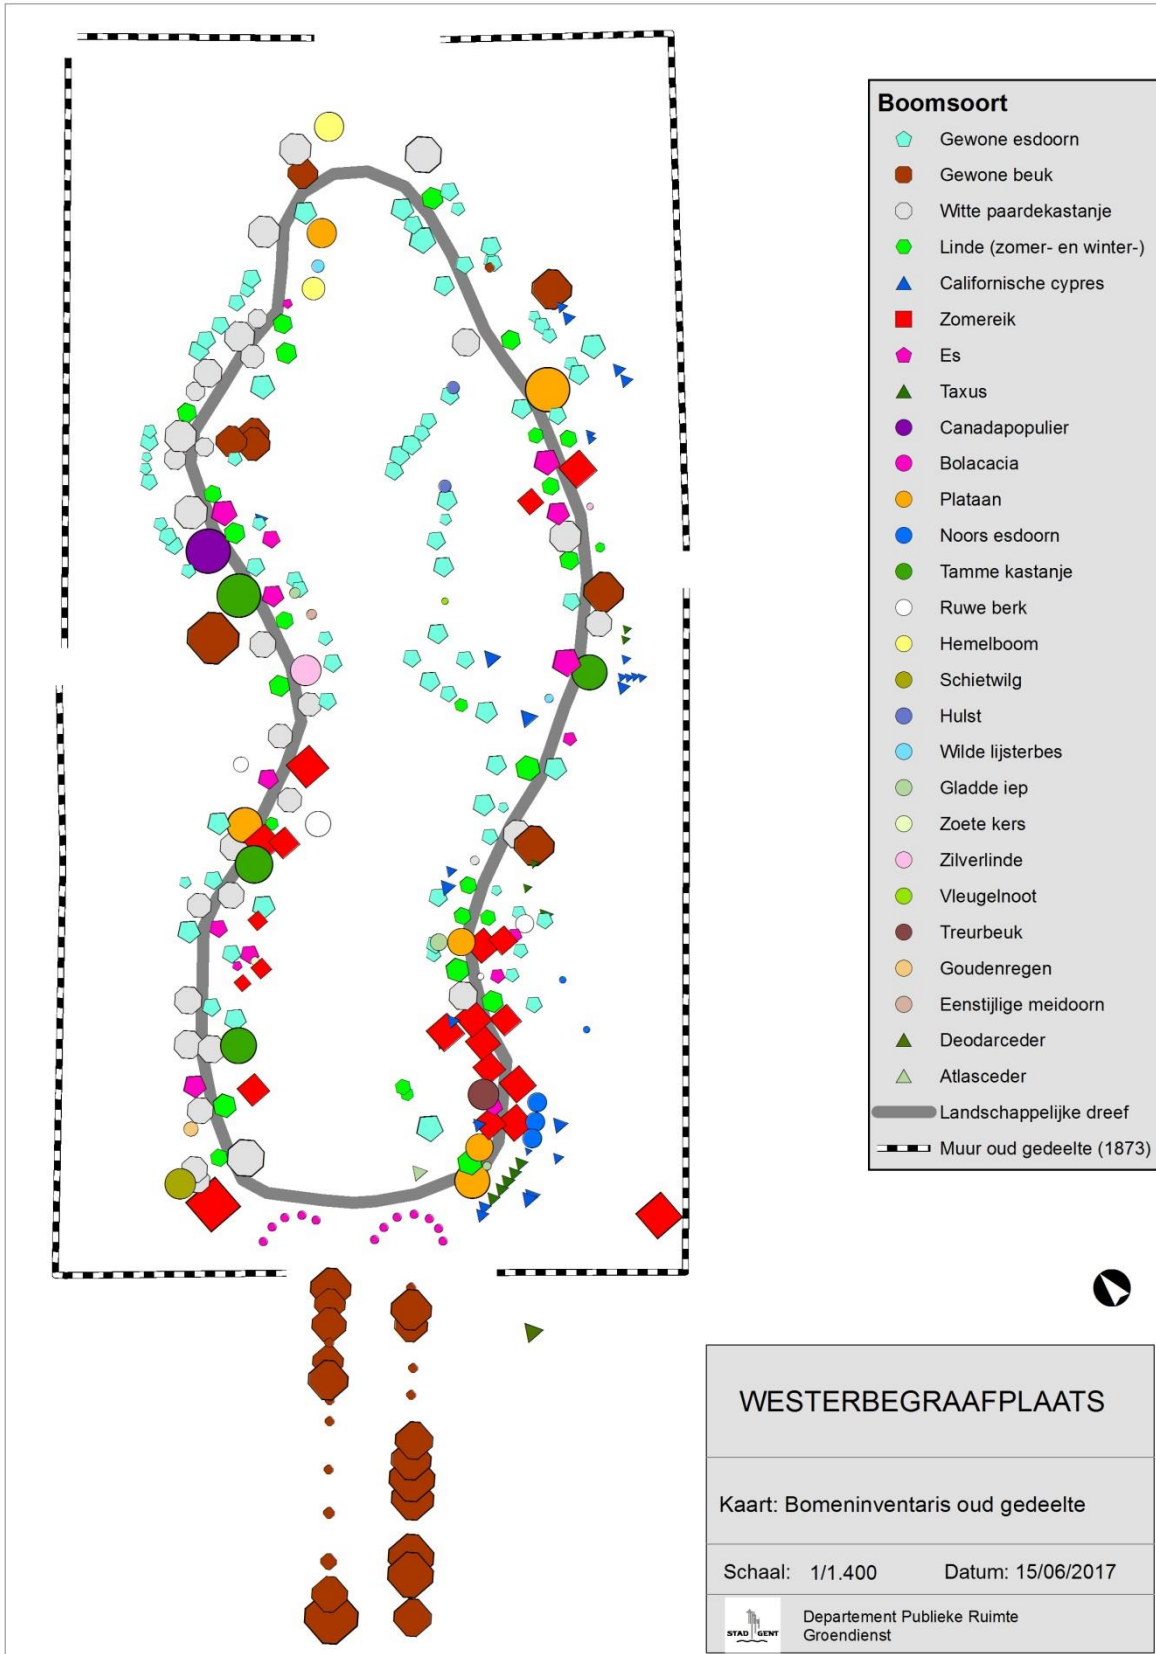 Boomsoort
Gewone esdoorn
Gewone beuk
Witte paardekastanje
Linde (zomer- en winter-)
Californische cypres
Zomereik
Es
Taxus
Canadapopulier
Bolacacia
Plataan
Noors esdoorn
Tamme kastanje
Ruwe berk
Hemelboom
Schietwilg
Hulst
Wilde lijsterbes
Gladde iep
Zoete kers
Zilverlinde
Vleugelnoot
Treurbeuk
Goudenregen
Eenstijlige meidoorn
Deodarceder
Atlasceder
Landschappelijke dreef
Muur oud gedeelte (1873)
WESTERBEGRAAFPLAATS
Kaart: Bomeninventaris oud gedeelte
Schaal: 1/1.400 Datum: 15/06/2017
STAD GENT
Departement Publieke Ruimte
Groendienst